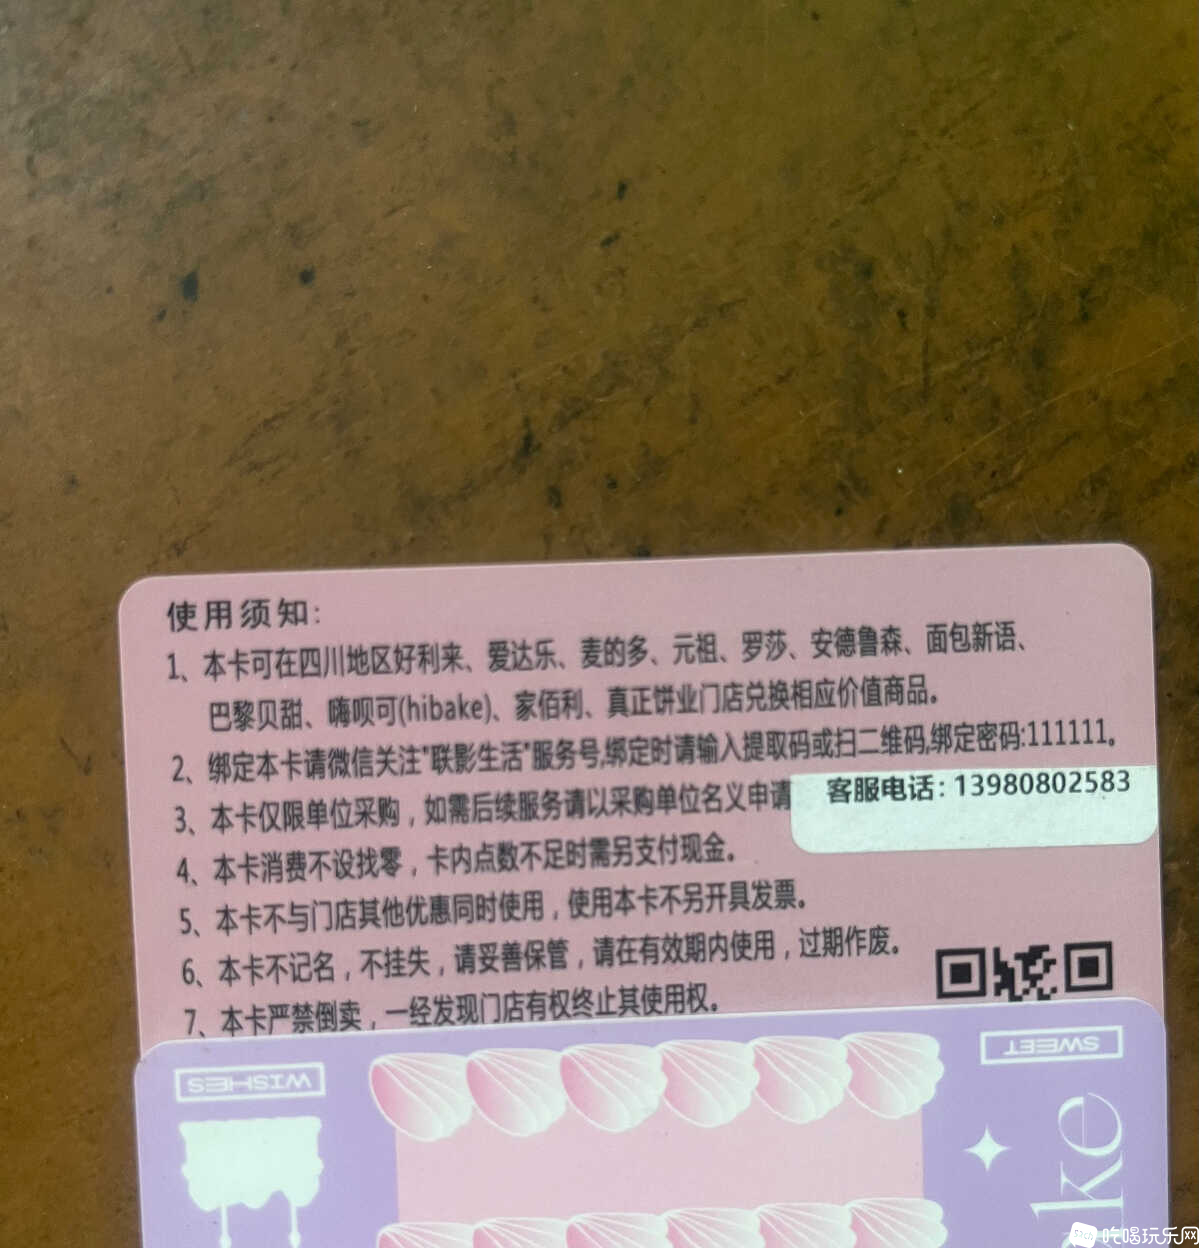 使用须知:
1、本卡可在四川地区好利来、爱达乐、麦的多、元祖、罗莎、安德鲁森、面包新语、
巴黎贝甜、嗨呗可(hibake)、家佰利、真正饼业门店兑换相应价值商品。
2、绑定本卡请微信关注"联影生活"服务号,绑定时请输入提取码或扫二维码,绑定密码:111111。
3、本卡仅限单位采购，如需后续服务请以采购单位名义申请
客服电话: 13980802583
4、本卡消费不设找零，卡内点数不足时需另支付现金。
5、本卡不与门店其他优惠同时使用，使用本卡不另开具发票。
6、本卡不记名，不挂失，请妥善保管，请在有效期内使用，过期作废。
7、本卡严禁倒卖，一经发现门店有权终止其使用权。
WISHES
SWEET
ke
吃喝玩乐网